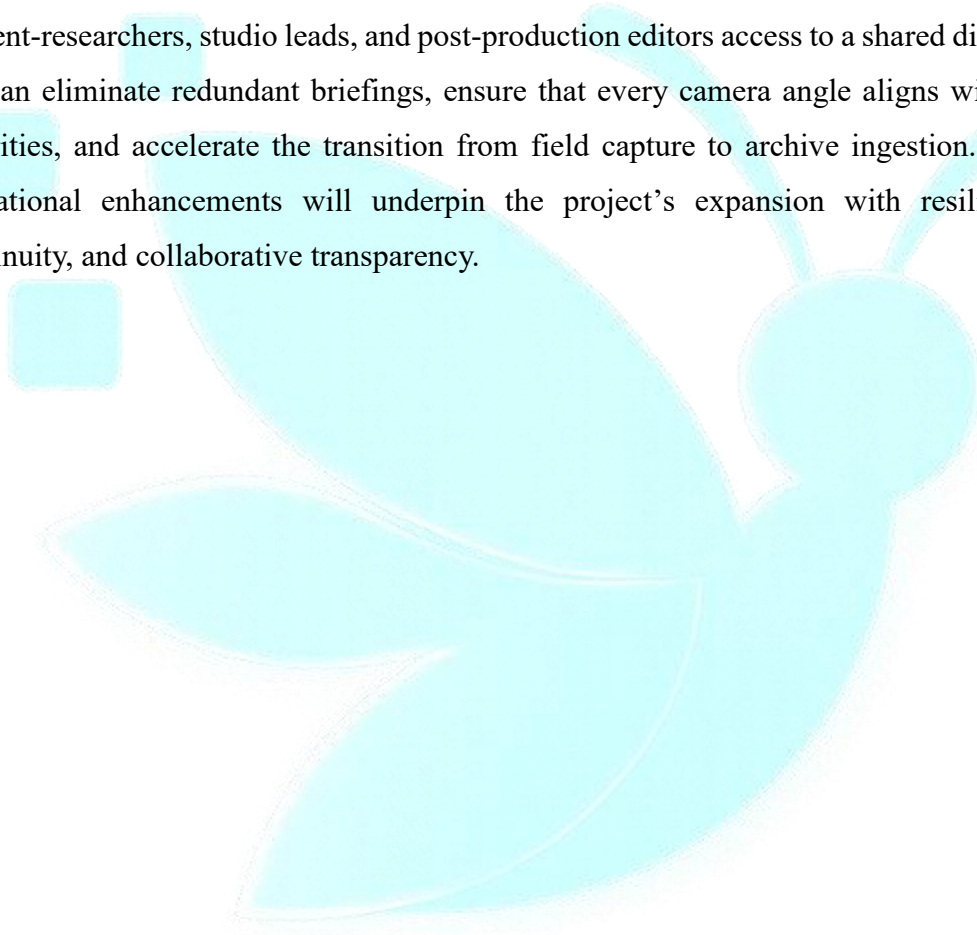 ent-researchers, studio leads, and post-production editors access to a shared di
an eliminate redundant briefings, ensure that every camera angle aligns wi
ities, and accelerate the transition from field capture to archive ingestion.
ational enhancements will underpin the project’s expansion with resil
nuity, and collaborative transparency.